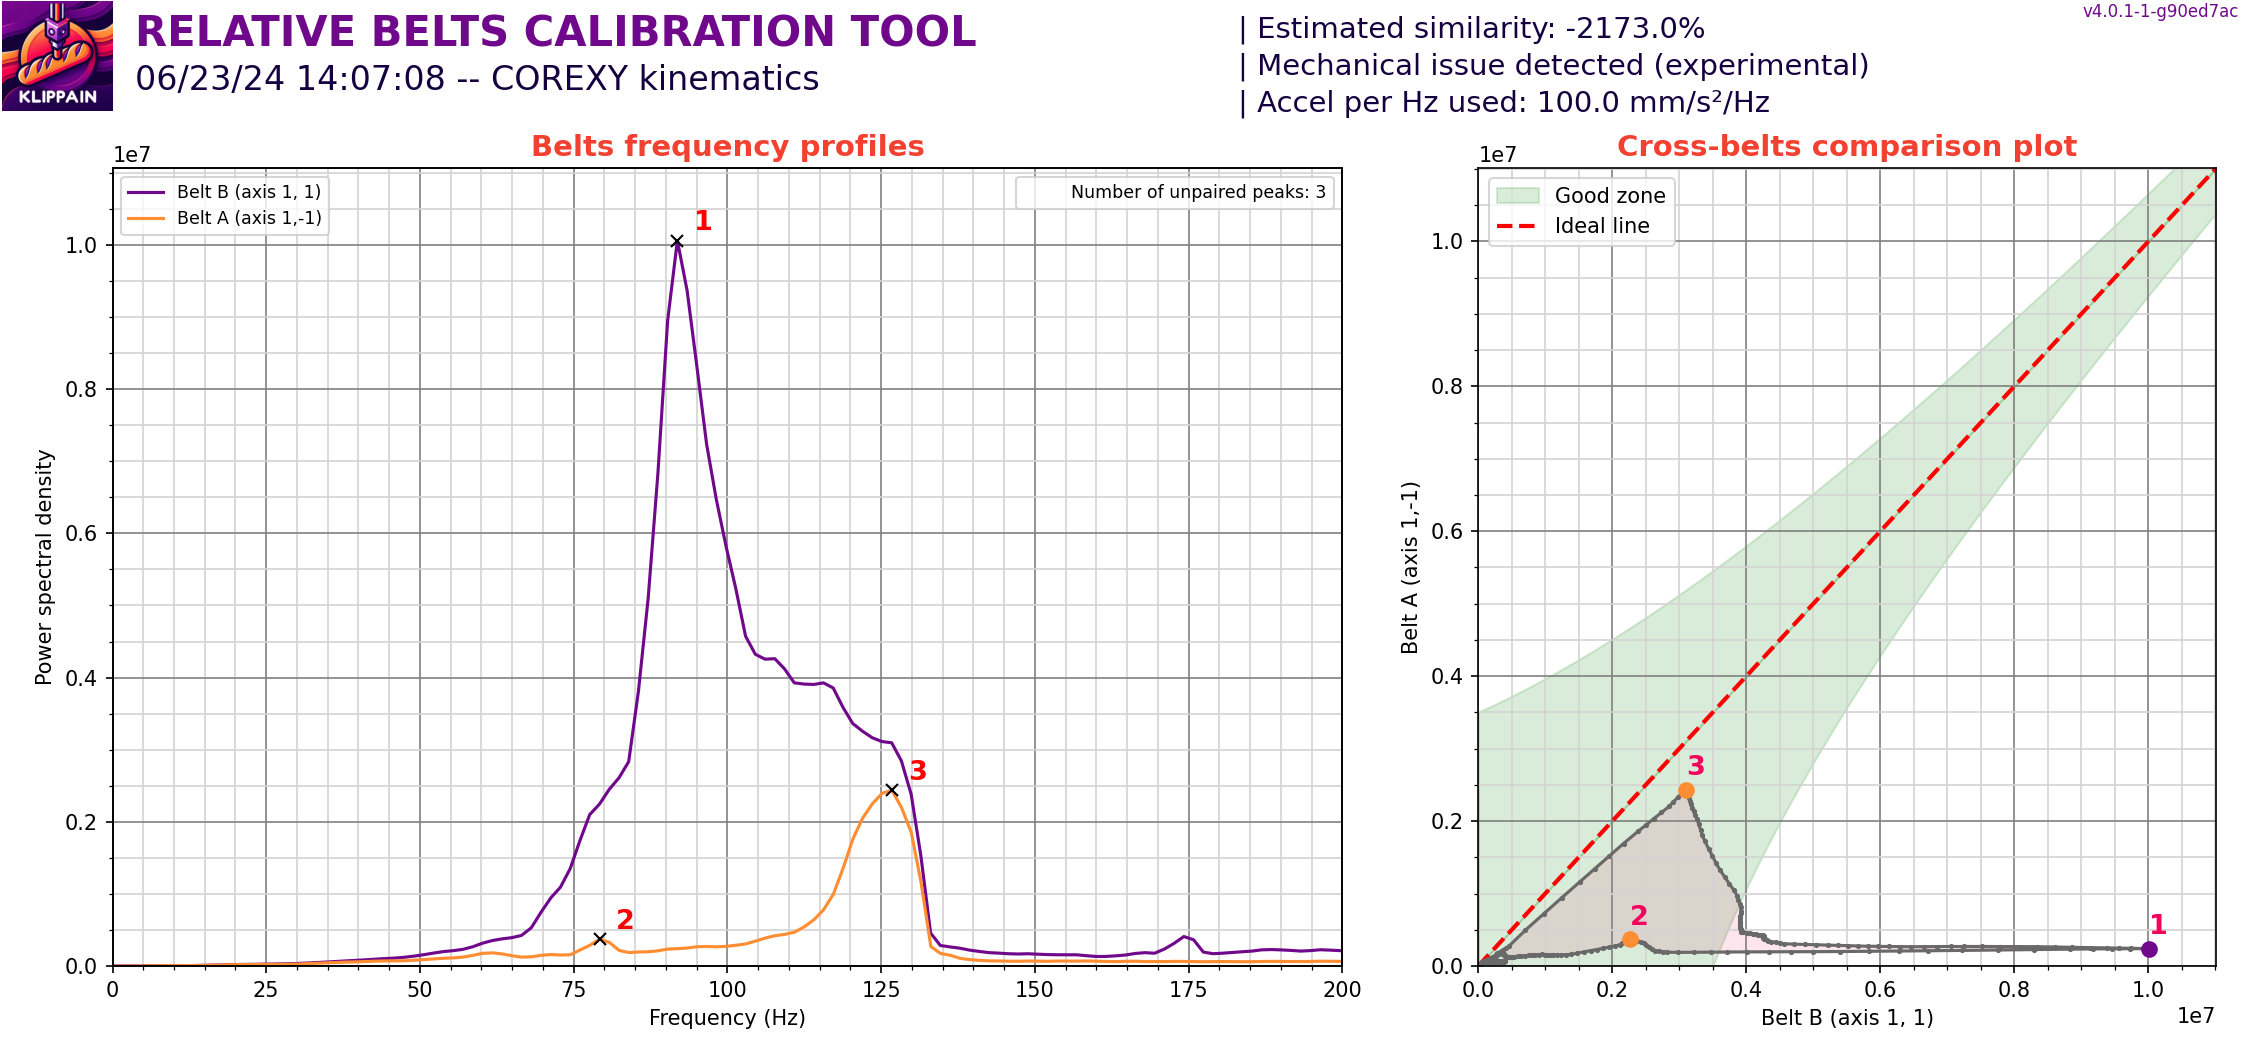 KLIPPAIN
RELATIVE BELTS CALIBRATION TOOL
06/23/24 14:07:08 -- COREXY kinematics
| Estimated similarity: -2173.0%
| Mechanical issue detected (experimental)
| Accel per Hz used: 100.0 mm/s²/Hz
v4.0.1-1-g90ed7ac
Belts frequency profiles
1e7
Belt B (axis 1, 1)
Belt A (axis 1,-1)
Number of unpaired peaks: 3
1
2
3
1.0
0.8
0.6
0.4
0.2
0.0
Power spectral density
0 25 50 75 100 125 150 175 200
Frequency (Hz)
Cross-belts comparison plot
1e7
Good zone
Ideal line
3
2
1
1.0
0.8
0.6
0.4
0.2
0.0
Belt A (axis 1,-1)
0.0 0.2 0.4 0.6 0.8 1.0
Belt B (axis 1, 1)
1e7